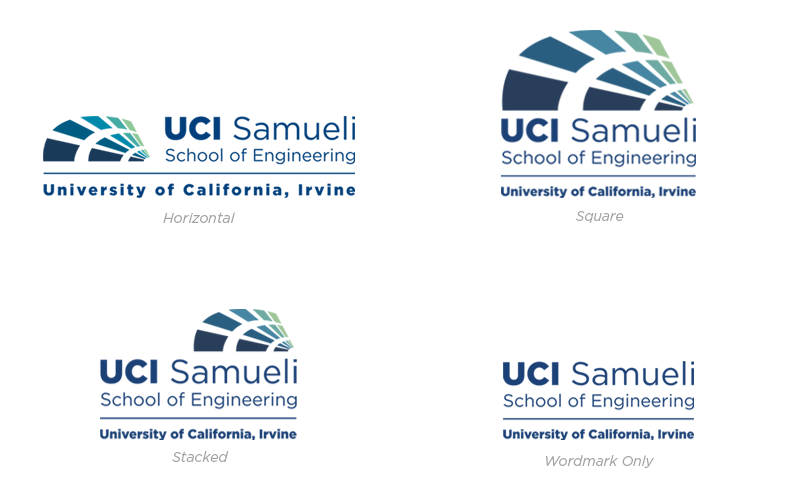 UCI Samueli
School of Engineering
University of California, Irvine
Horizontal
UCI Samueli
School of Engineering
University of California, Irvine
Square
UCI Samueli
School of Engineering
University of California, Irvine
Stacked
UCI Samueli
School of Engineering
University of California, Irvine
Wordmark Only